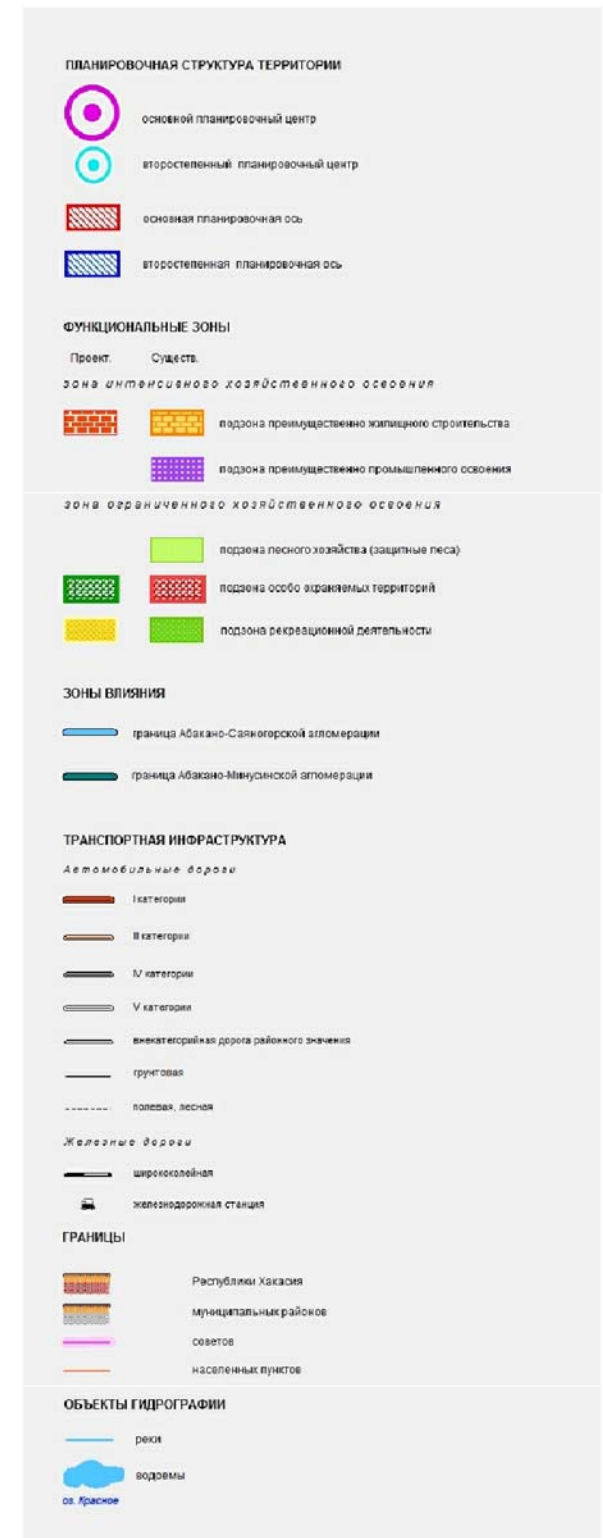 ПЛАНИРОВОЧНАЯ СТРУКТУРА ТЕРРИТОРИИ
основной планировочный центр
второстепенный планировочный центр
основная планировочная ось
второстепенная планировочная ось
ФУНКЦИОНАЛЬНЫЕ ЗОНЫ
Проект. Существ.
зона интенсивного хозяйственного освоения
подзона преимущественно жилищного строительства
подзона преимущественно промышленного освоения
зона ограниченного хозяйственного освоения
подзона лесного хозяйства (защитные леса)
подзона особо охраняемых территорий
подзона рекреационной деятельности
ЗОНЫ ВЛИЯНИЯ
граница Абакано-Саяногорской агломерации
граница Абакано-Минусинской агломерации
ТРАНСПОРТНАЯ ИНФРАСТРУКТУРА
Автомобильные дороги
I категории
III категории
IV категории
V категории
внекатегорийная дорога районного значения
грунтовая
полевая, лесная
Железные дороги
ширококолейная
железнодорожная станция
ГРАНИЦЫ
Республики Хакасия
муниципальных районов
советов
населенных пунктов
ОБЪЕКТЫ ГИДРОГРАФИИ
реки
водоемы
оз. Красное